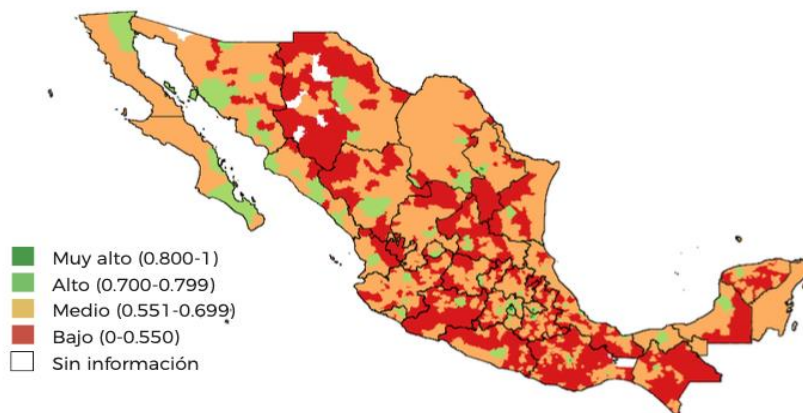 Muy alto (0.800-1)
Alto (0.700-0.799)
Medio (0.551-0.699)
Bajo (0-0.550)
Sin información